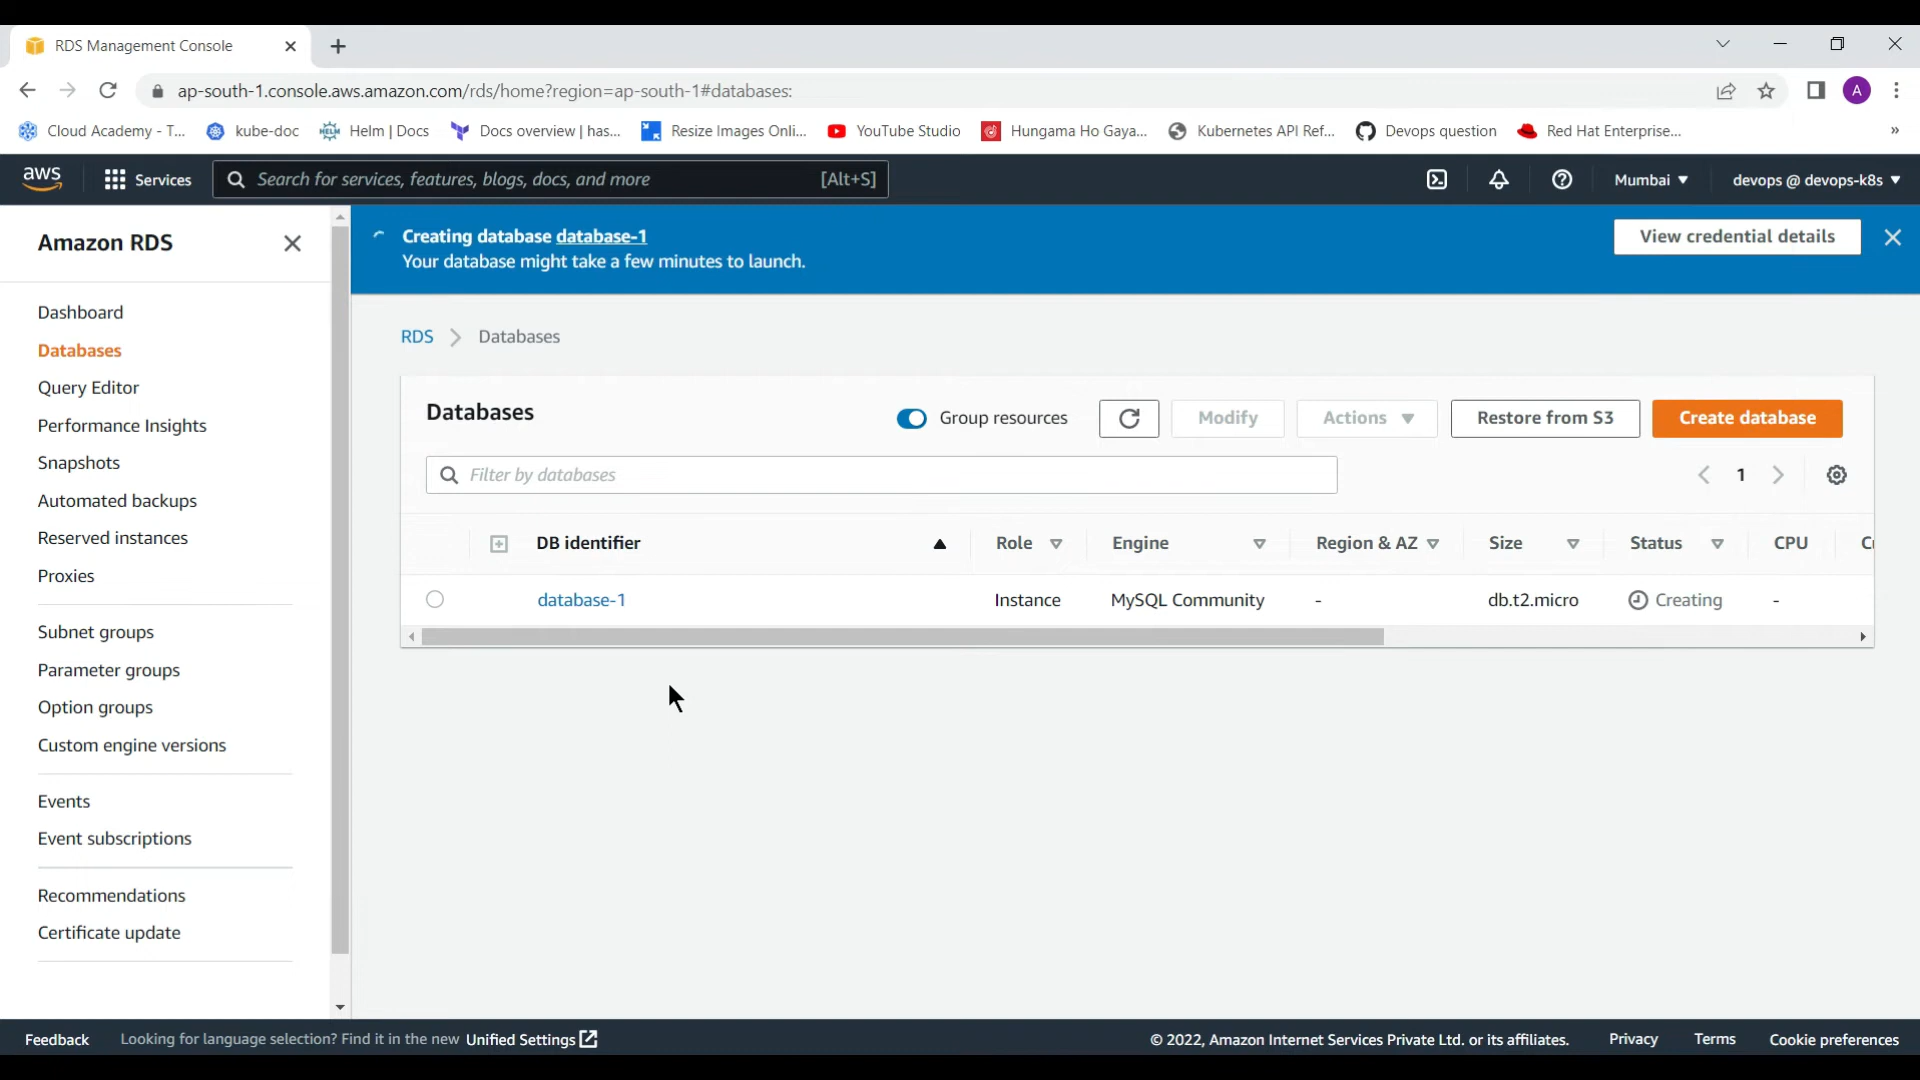 RDS Management Console
ap-south-1.console.aws.amazon.com/rds/home?region=ap-south-1#databases:
A
Cloud Academy - T... kube-doc Helm | Docs Docs overview | has... Resize Images Onli... YouTube Studio Hungama Ho Gaya... Kubernetes API Ref... Devops question Red Hat Enterprise... »
aws Services Search for services, features, blogs, docs, and more [Alt+S] Mumbai devops @ devops-k8s
Amazon RDS
Dashboard
Databases
Query Editor
Performance Insights
Snapshots
Automated backups
Reserved instances
Proxies
Subnet groups
Parameter groups
Option groups
Custom engine versions
Events
Event subscriptions
Recommendations
Certificate update
Creating database database-1
Your database might take a few minutes to launch.
View credential details
RDS > Databases
Databases
Group resources Modify Actions Restore from S3 Create database
Filter by databases
1
DB identifier Role Engine Region & AZ Size Status CPU
database-1 Instance MySQL Community - db.t2.micro Creating -
Feedback Looking for language selection? Find it in the new Unified Settings © 2022, Amazon Internet Services Private Ltd. or its affiliates. Privacy Terms Cookie preferences